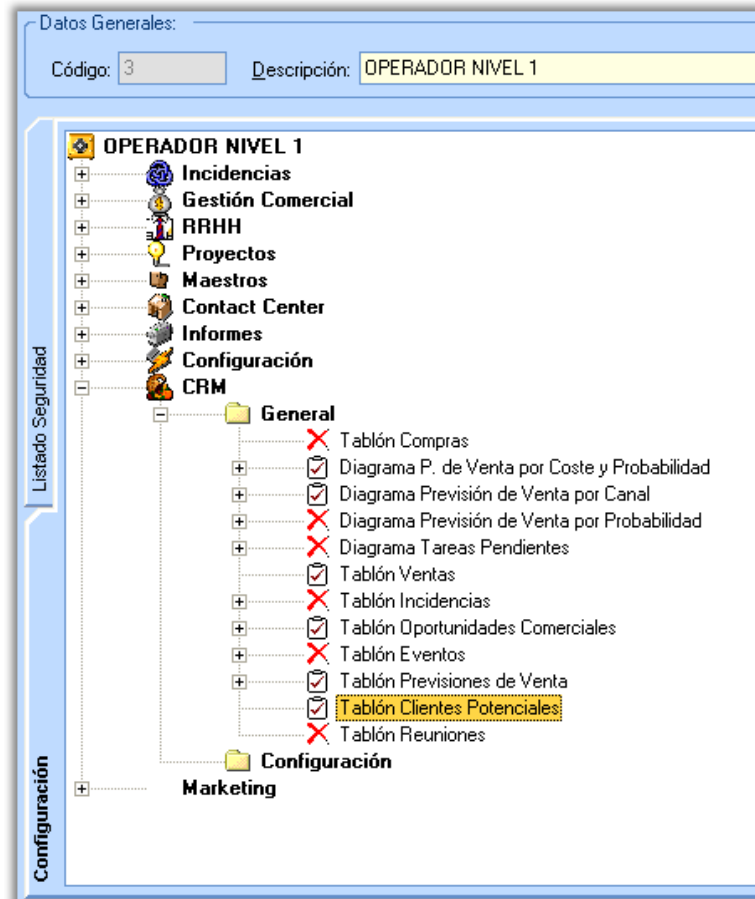 Datos Generales:
Código: 3 Descripción: OPERADOR NIVEL 1
Listado Seguridad
Configuración
OPERADOR NIVEL 1
Incidencias
Gestión Comercial
RRHH
Proyectos
Maestros
Contact Center
Informes
Configuración
CRM
General
Tablón Compras
Diagrama P. de Venta por Coste y Probabilidad
Diagrama Previsión de Venta por Canal
Diagrama Previsión de Venta por Probabilidad
Diagrama Tareas Pendientes
Tablón Ventas
Tablón Incidencias
Tablón Oportunidades Comerciales
Tablón Eventos
Tablón Previsiones de Venta
Tablón Clientes Potenciales
Tablón Reuniones
Configuración
Marketing